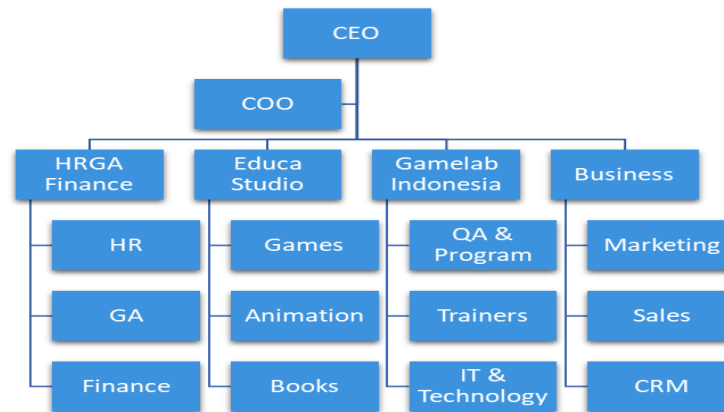 CEO
COO
HRGA
Finance
Educa
Studio
Gamelab
Indonesia
Business
HR
Games
QA &
Program
Marketing
GA
Animation
Trainers
Sales
Finance
Books
IT &
Technology
CRM